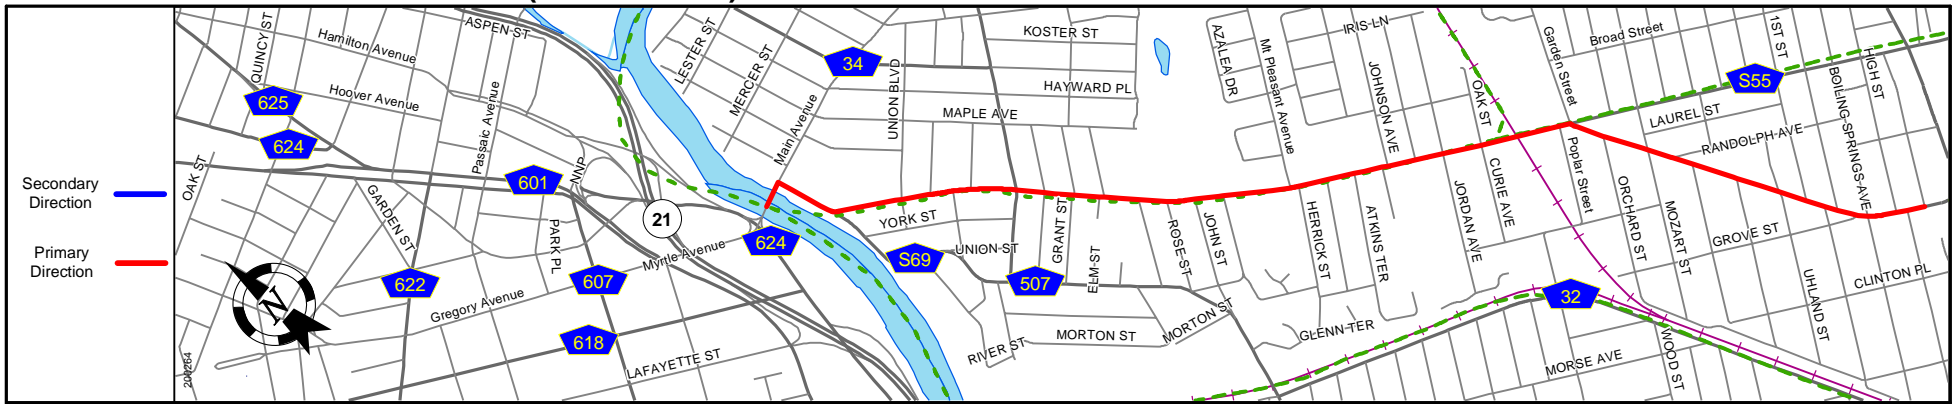 Secondary
Direction
Primary
Direction
QUINCY ST
Hamilton Avenue
ASPEN ST
625
Hoover Avenue
624
Passaic Avenue
OAK ST
601
NNP
GARDEN ST
PARK PL
21
Myrtle Avenue
622
607
Gregory Avenue
618
LAFAYETTE ST
N
200264
LESTER ST
MERCER ST
Main Avenue
34
UNION BLVD
KOSTER ST
HAYWARD PL
MAPLE AVE
624
YORK ST
S69
UNION ST
GRANT ST
507
ELM ST
RIVER ST
MORTON ST
MORTON ST
ROSE ST
JOHN ST
AZALEA DR
Mt Pleasant Avenue
IRIS LN
JOHNSON AVE
OAK ST
HERRICK ST
ATKINS TER
GLENN TER
JORDAN AVE
CURIE AVE
Garden Street
Broad Street
1ST ST
S55
HIGH ST
LAUREL ST
BOILING SPRINGS AVE
RANDOLPH AVE
Poplar Street
ORCHARD ST
MOZART ST
GROVE ST
CLINTON PL
UHLAND ST
32
WOOD ST
MORSE AVE